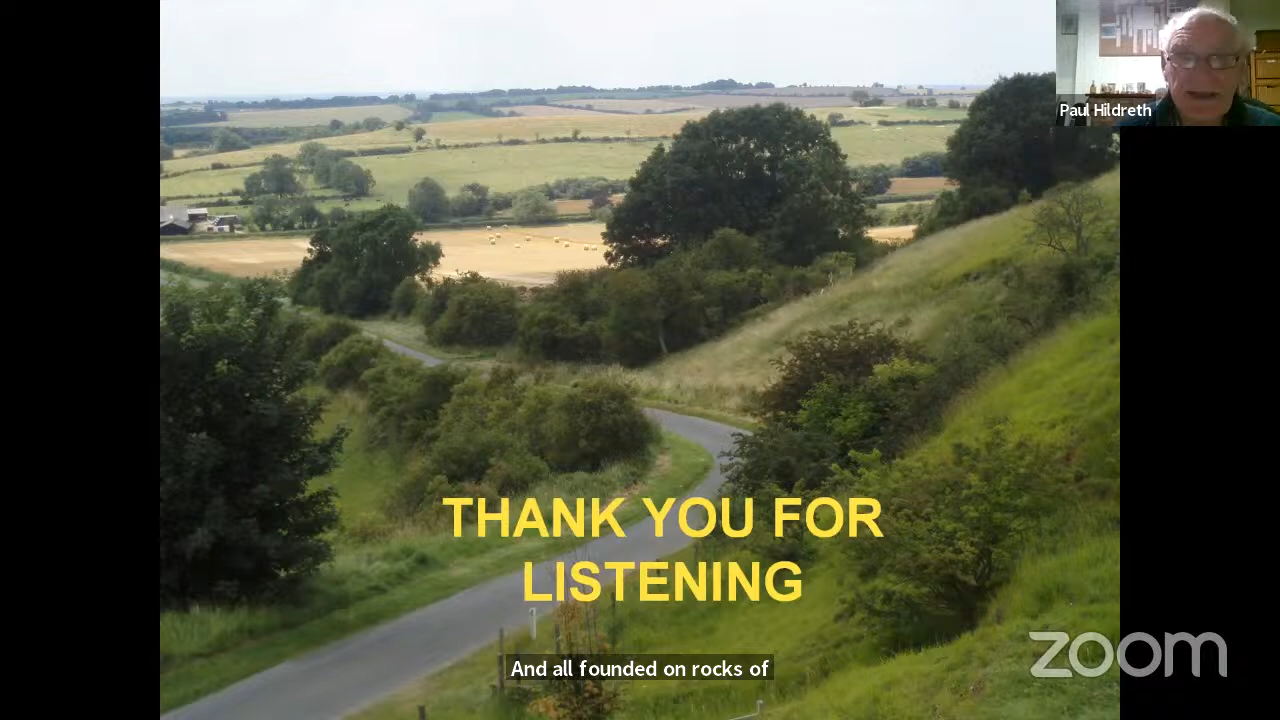 Paul Hildreth
THANK YOU FOR
LISTENING
And all founded on rocks of
zoom